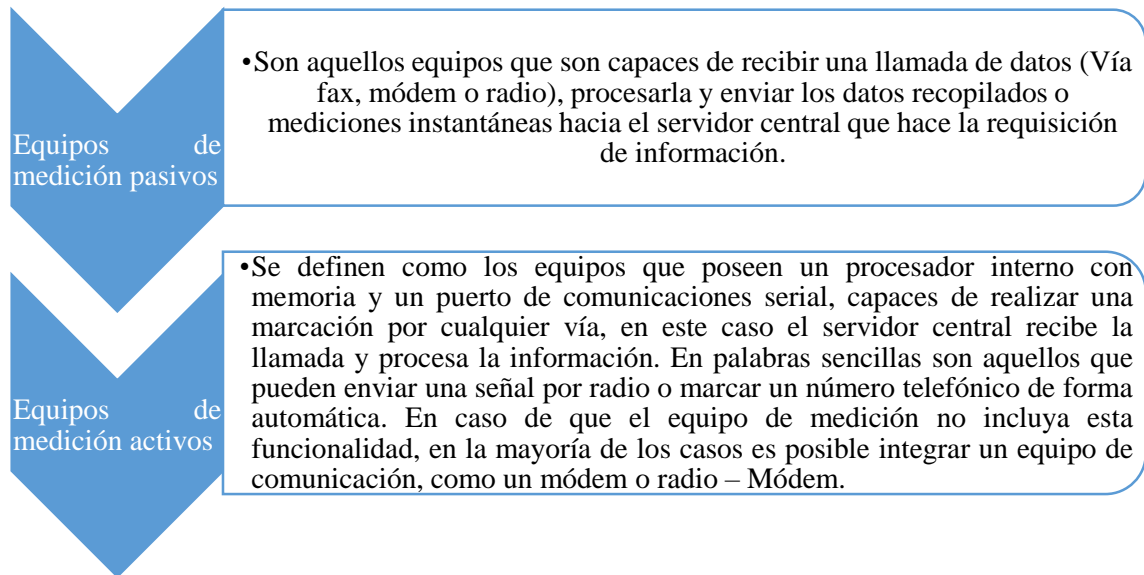 Equipos de
medición pasivos
•Son aquellos equipos que son capaces de recibir una llamada de datos (Vía
fax, módem o radio), procesarla y enviar los datos recopilados o
mediciones instantáneas hacia el servidor central que hace la requisición
de información.
Equipos de
medición activos
•Se definen como los equipos que poseen un procesador interno con
memoria y un puerto de comunicaciones serial, capaces de realizar una
marcación por cualquier vía, en este caso el servidor central recibe la
llamada y procesa la información. En palabras sencillas son aquellos que
pueden enviar una señal por radio o marcar un número telefónico de forma
automática. En caso de que el equipo de medición no incluya esta
funcionalidad, en la mayoría de los casos es posible integrar un equipo de
comunicación, como un módem o radio – Módem.